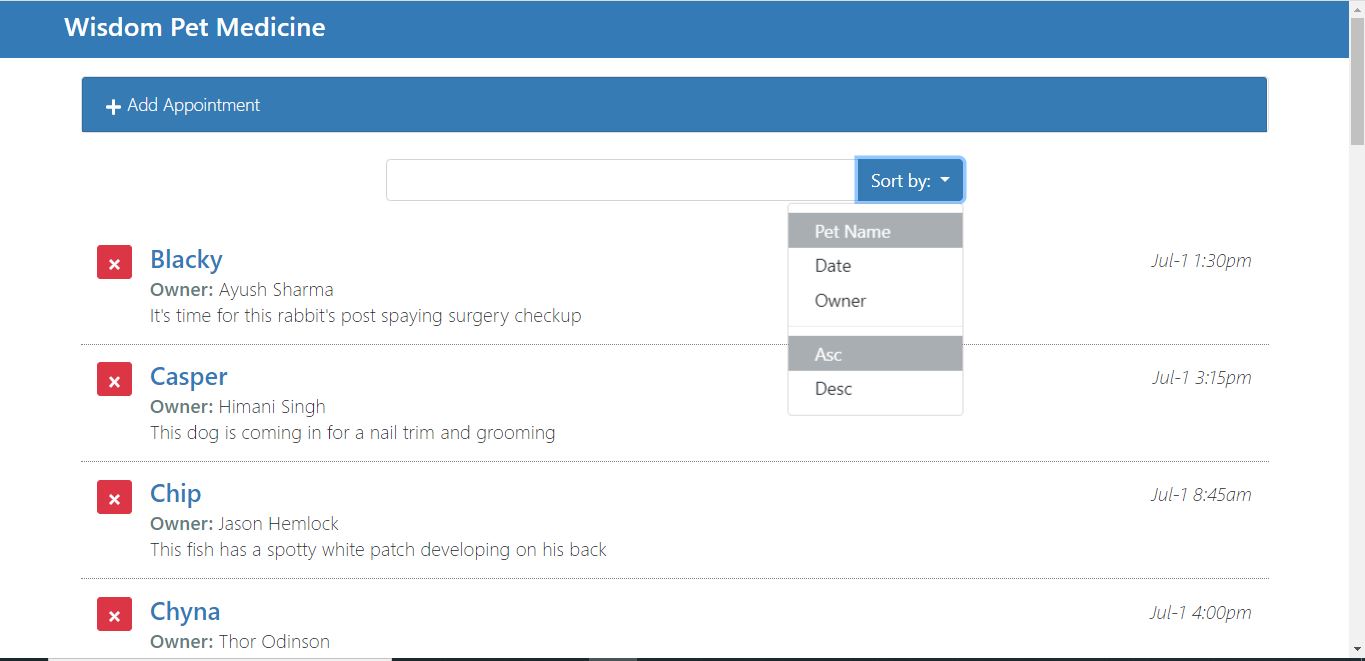 Wisdom Pet Medicine
Add Appointment
Sort by:
Pet Name
Date
Owner
Asc
Desc
Blacky
Jul-1 1:30pm
Owner: Ayush Sharma
It's time for this rabbit's post spaying surgery checkup
Casper
Jul-1 3:15pm
Owner: Himani Singh
This dog is coming in for a nail trim and grooming
Chip
Jul-1 8:45am
Owner: Jason Hemlock
This fish has a spotty white patch developing on his back
Chyna
Jul-1 4:00pm
Owner: Thor Odinson